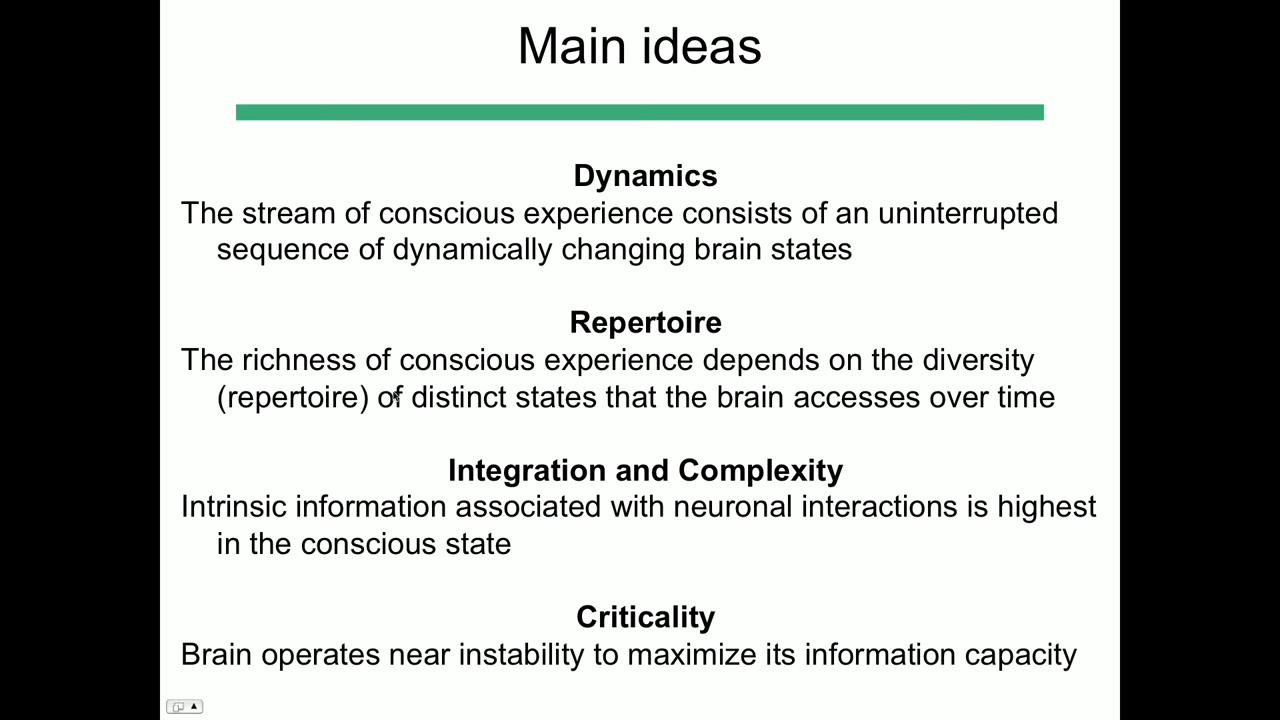 Main ideas
Dynamics
The stream of conscious experience consists of an uninterrupted
sequence of dynamically changing brain states
Repertoire
The richness of conscious experience depends on the diversity
(repertoire) of distinct states that the brain accesses over time
Integration and Complexity
Intrinsic information associated with neuronal interactions is highest
in the conscious state
Criticality
Brain operates near instability to maximize its information capacity